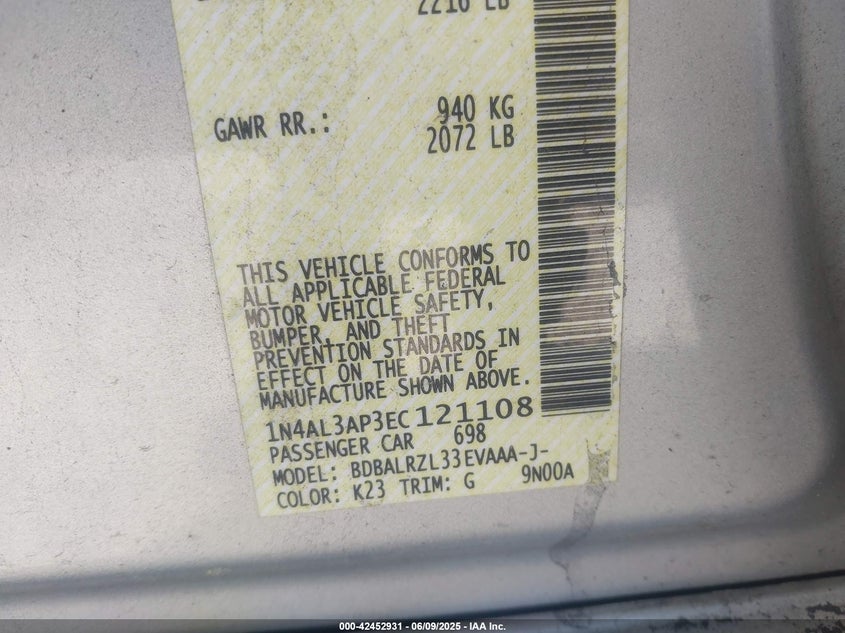 2216 LB
GAWR RR.: 940 KG
2072 LB
THIS VEHICLE CONFORMS TO
ALL APPLICABLE FEDERAL
MOTOR VEHICLE SAFETY,
BUMPER, AND THEFT
PREVENTION STANDARDS IN
EFFECT ON THE DATE OF
MANUFACTURE SHOWN ABOVE.
1N4AL3AP3EC121108
PASSENGER CAR 698
MODEL: BDBALRZL33EVAAA-J-
COLOR: K23 TRIM: G 9N00A
000-42452931 - 06/09/2025 - IAA Inc.